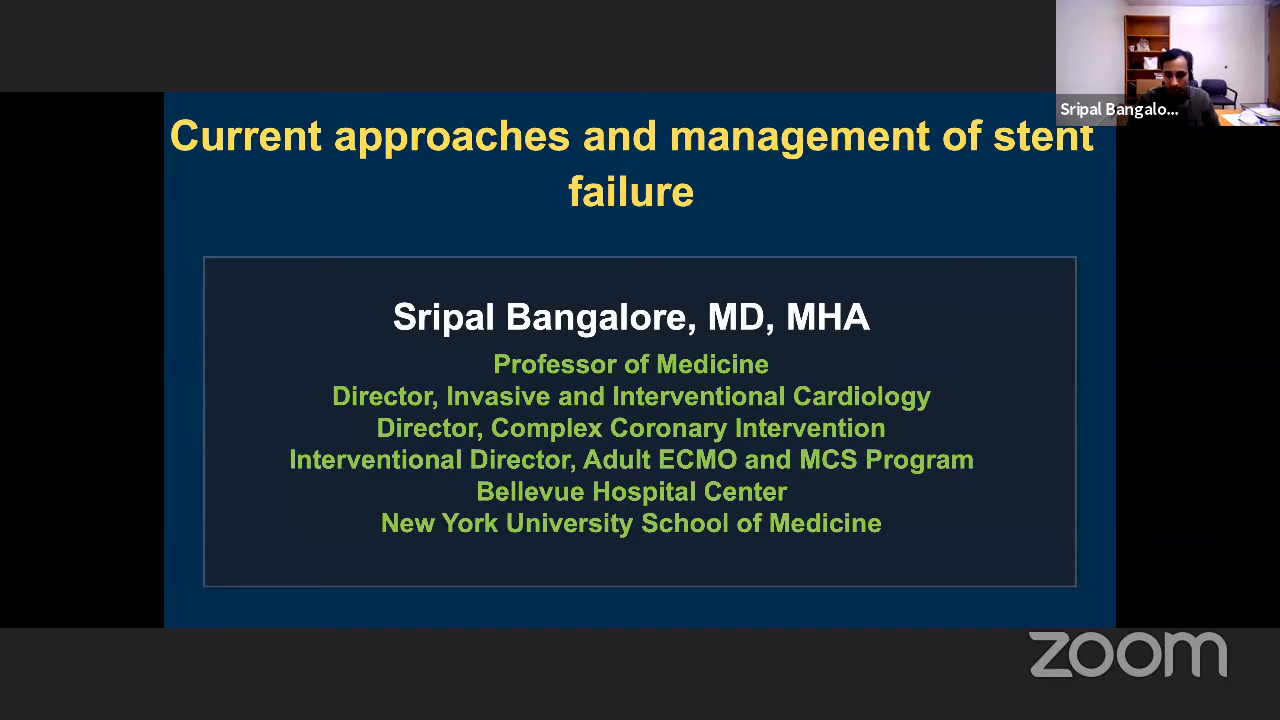 Sripal Bangalo...
Current approaches and management of stent
failure
Sripal Bangalore, MD, MHA
Professor of Medicine
Director, Invasive and Interventional Cardiology
Director, Complex Coronary Intervention
Interventional Director, Adult ECMO and MCS Program
Bellevue Hospital Center
New York University School of Medicine
zoom